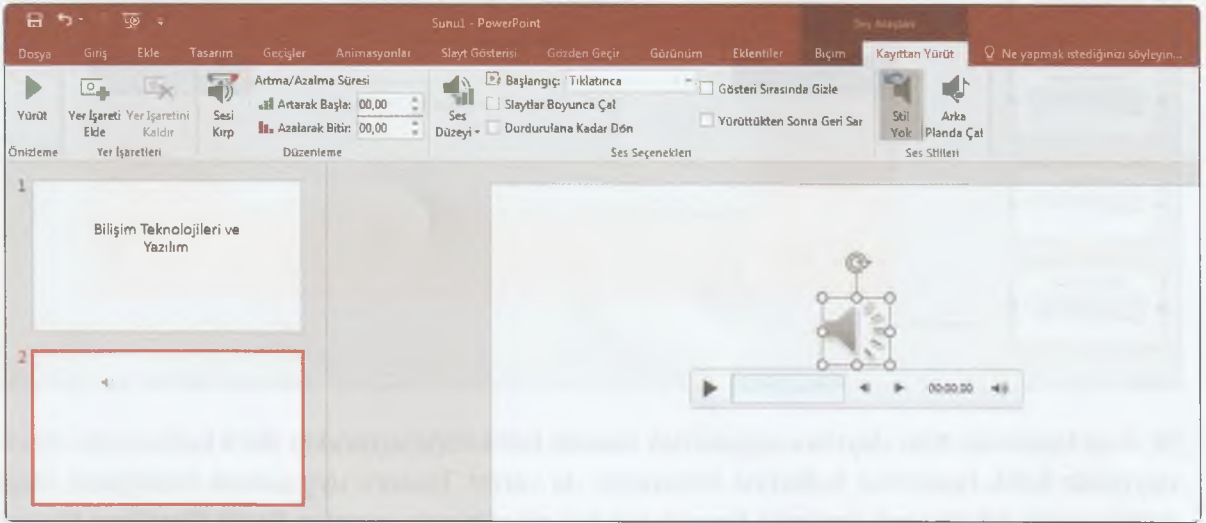 Sunu1 - PowerPoint
Ses Araçları
Dosya Giriş Ekle Tasarım Geçişler Animasyonlar Slayt Gösterisi Gözden Geçir Görünüm Eklentiler Biçim Kayıttan Yürüt Ne yapmak istediğinizi söyleyin...
Yürüt
Yer İşareti Ekle
Yer İşaretini Kaldır
Sesi Kırp
Artma/Azalma Süresi
Artarak Başla: 00,00
Azalarak Bitir: 00,00
Ses Düzeyi
Başlangıç: Tıklatınca
Slaytlar Boyunca Çal
Durdurulana Kadar Dön
Gösteri Sırasında Gizle
Yürüttükten Sonra Geri Sar
Stil Yok
Arka Planda Çal
Önizleme Yer İşaretleri Düzenleme Ses Seçenekleri Ses Stilleri
1
Bilişim Teknolojileri ve
Yazılım
2
00:00,00